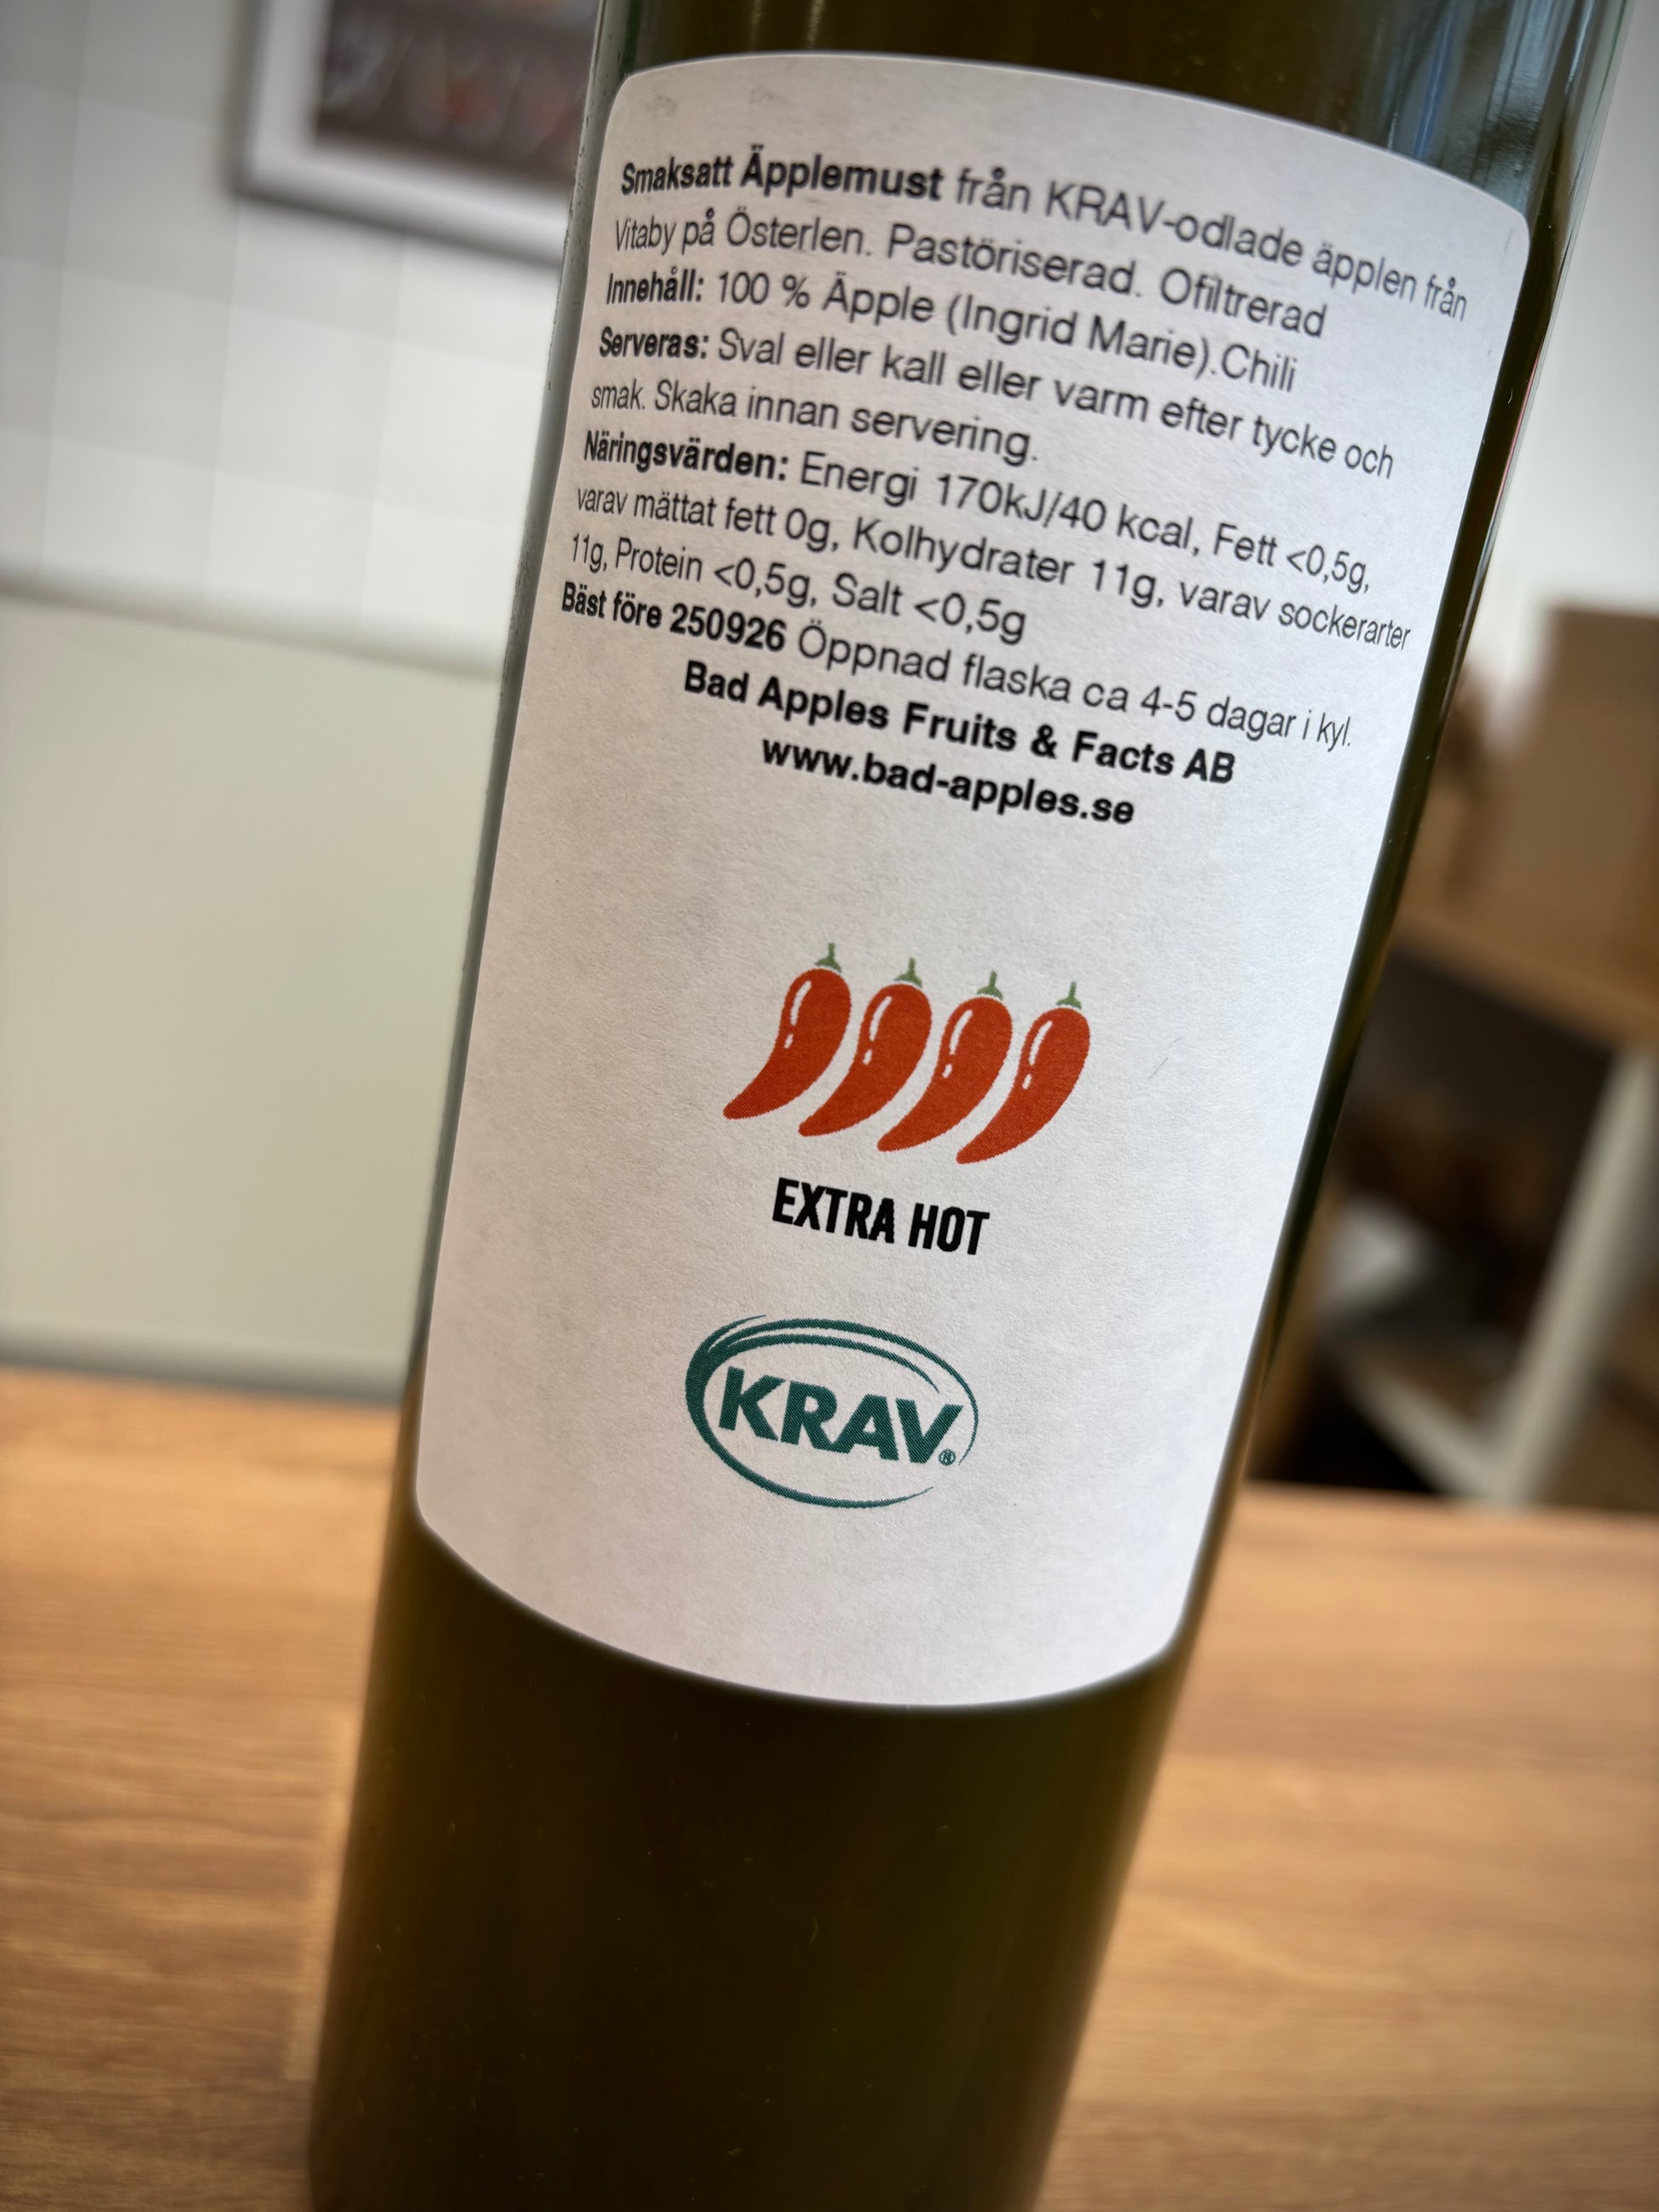 Smaksatt Äpplemust från KRAV-odlade äpplen från
Vitaby på Österlen. Pastöriserad. Ofiltrerad
Innehåll: 100 % Äpple (Ingrid Marie).Chili
Serveras: Sval eller kall eller varm efter tycke och
smak. Skaka innan servering.
Näringsvärden: Energi 170kJ/40 kcal, Fett <0,5g,
varav mättat fett 0g, Kolhydrater 11g, varav sockerarter
11g, Protein <0,5g, Salt <0,5g
Bäst före 250926 Öppnad flaska ca 4-5 dagar i kyl.
Bad Apples Fruits & Facts AB
www.bad-apples.se
EXTRA HOT
KRAV®